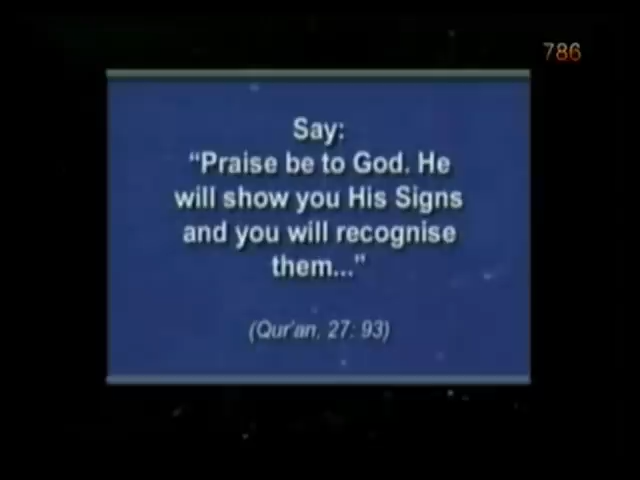 786
Say:
“Praise be to God. He
will show you His Signs
and you will recognise
them...”
(Qur'an, 27: 93)